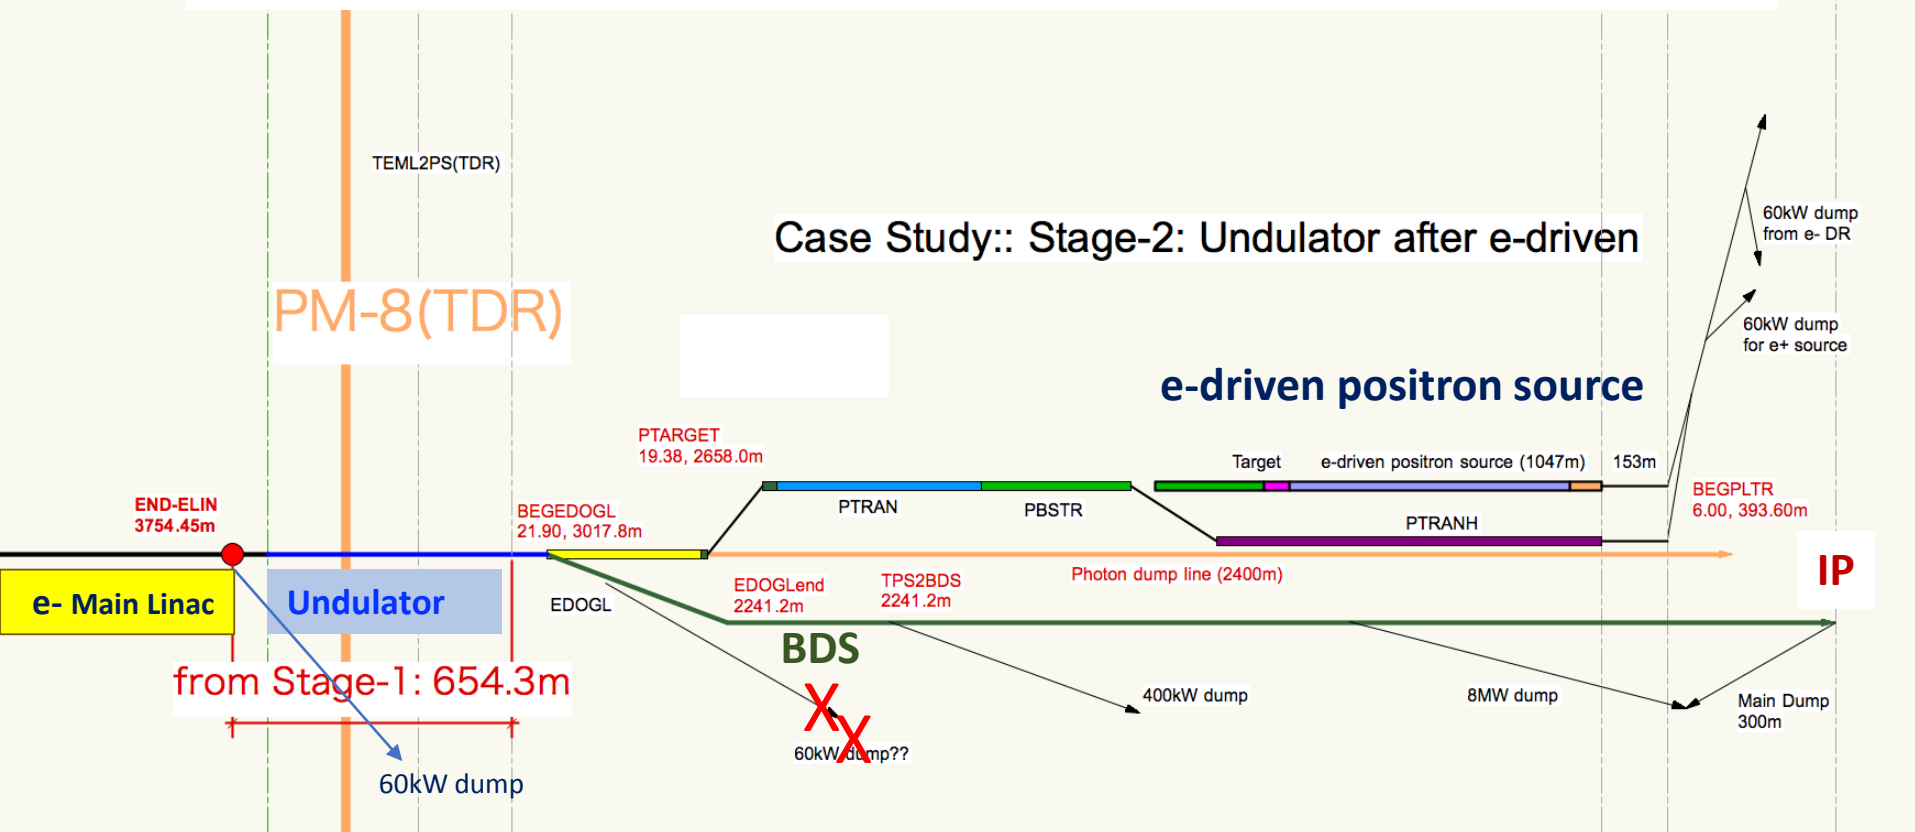 TEML2PS(TDR)
60kW dump
from e- DR
Case Study:: Stage-2: Undulator after e-driven
PM-8(TDR)
60kW dump
for e+ source
e-driven positron source
PTARGET
19.38, 2658.0m
Target
e-driven positron source (1047m)
153m
END-ELIN
3754.45m
BEGEDOGL
21.90, 3017.8m
PTRAN
PBSTR
PTRANH
BEGPLTR
6.00, 393.60m
IP
e- Main Linac
Undulator
EDOGL
EDOGLend
2241.2m
TPS2BDS
2241.2m
Photon dump line (2400m)
BDS
from Stage-1: 654.3m
X
X
400kW dump
8MW dump
Main Dump
300m
60kW dump??
60kW dump